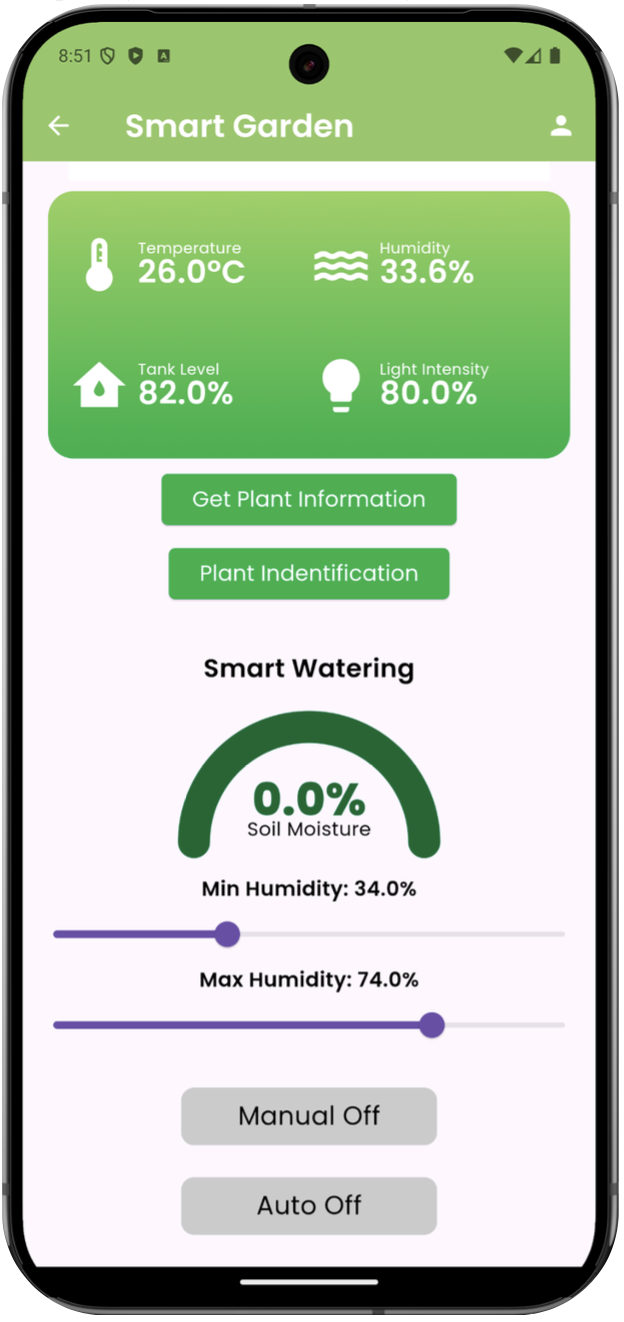 8:51
Smart Garden
Temperature
26.0°C
Humidity
33.6%
Tank Level
82.0%
Light Intensity
80.0%
Get Plant Information
Plant Indentification
Smart Watering
0.0%
Soil Moisture
Min Humidity: 34.0%
Max Humidity: 74.0%
Manual Off
Auto Off